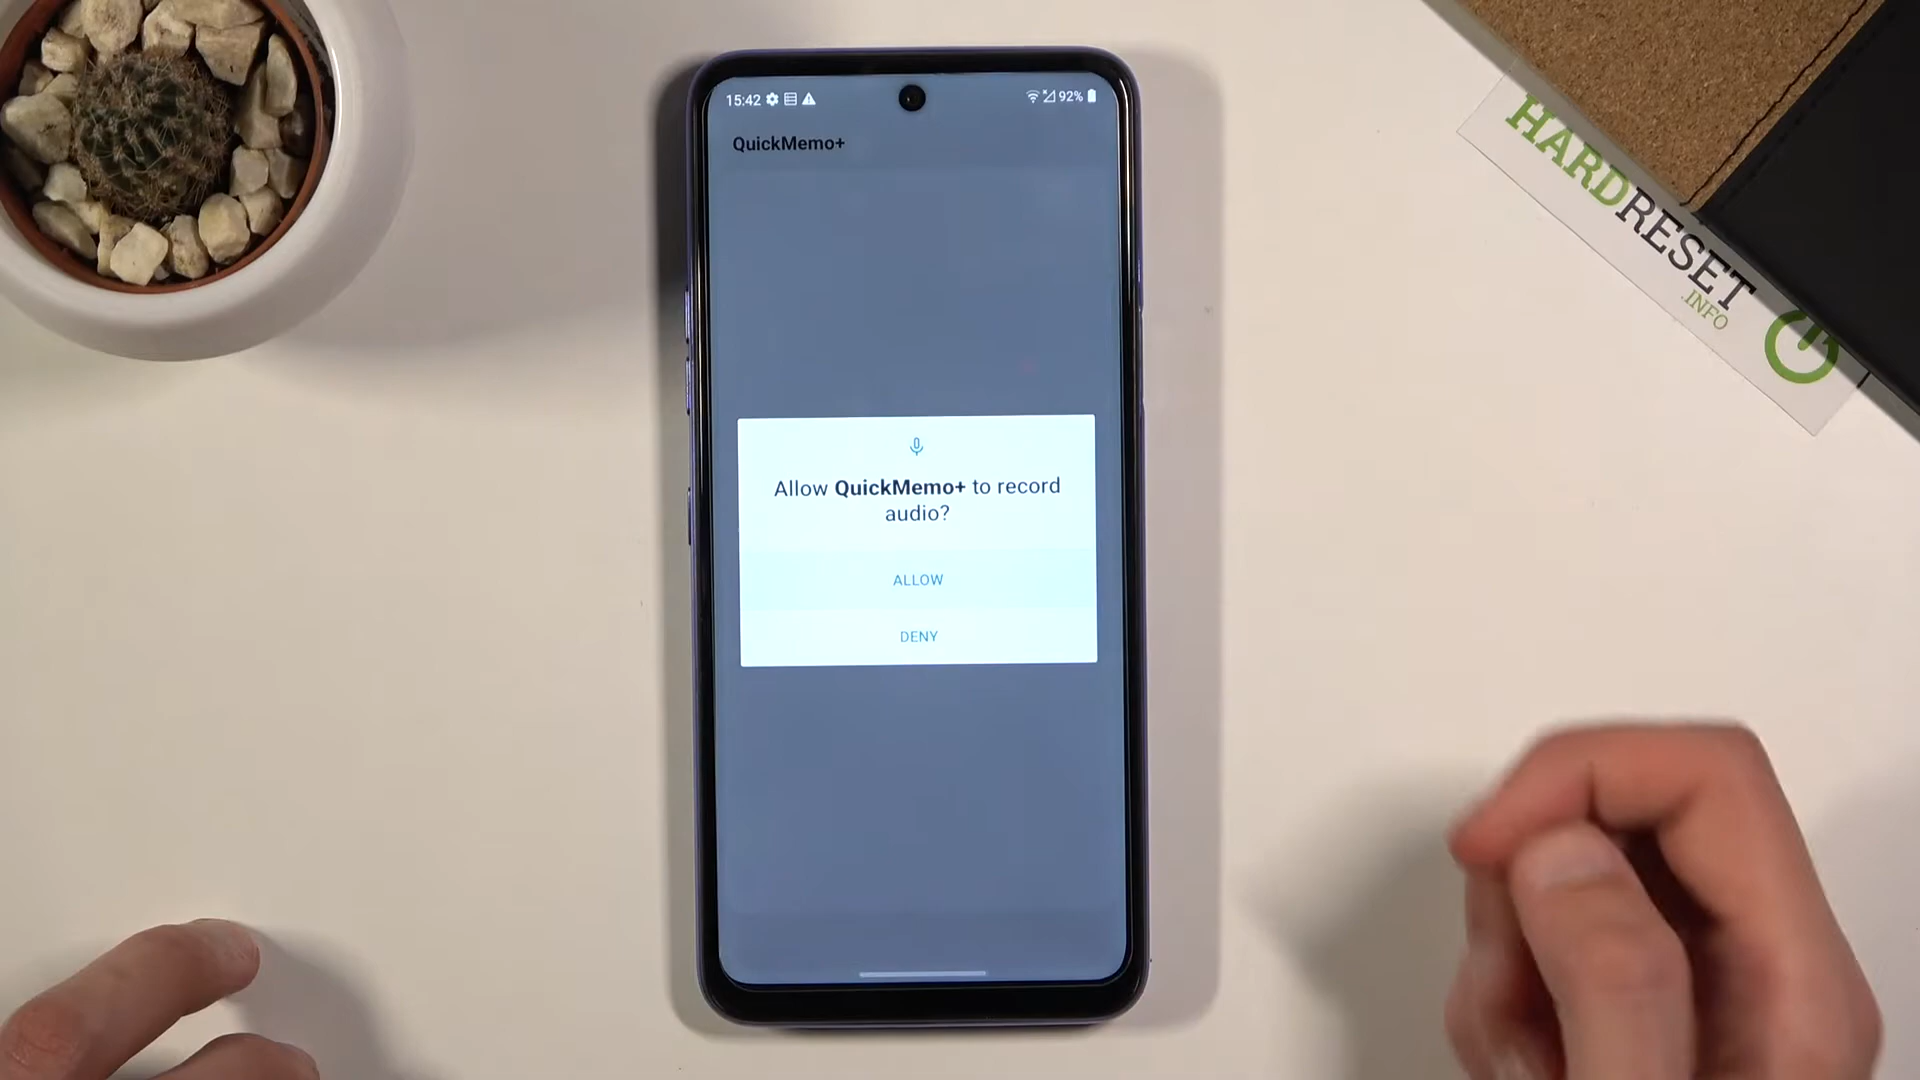 15:42
92%
QuickMemo+
Allow QuickMemo+ to record
audio?
ALLOW
DENY
HARDRESET
.INFO